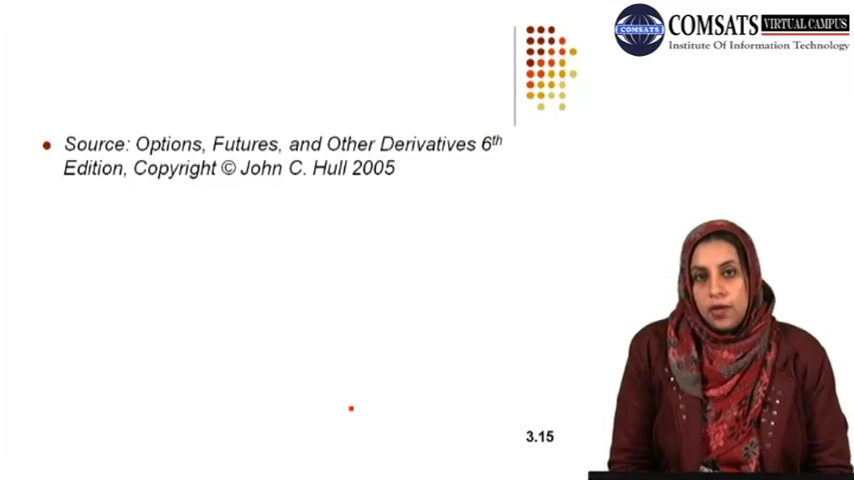 COMSATS VIRTUAL CAMPUS
COMSATS
Institute Of Information Technology
Source: Options, Futures, and Other Derivatives 6th
Edition, Copyright © John C. Hull 2005
3.15